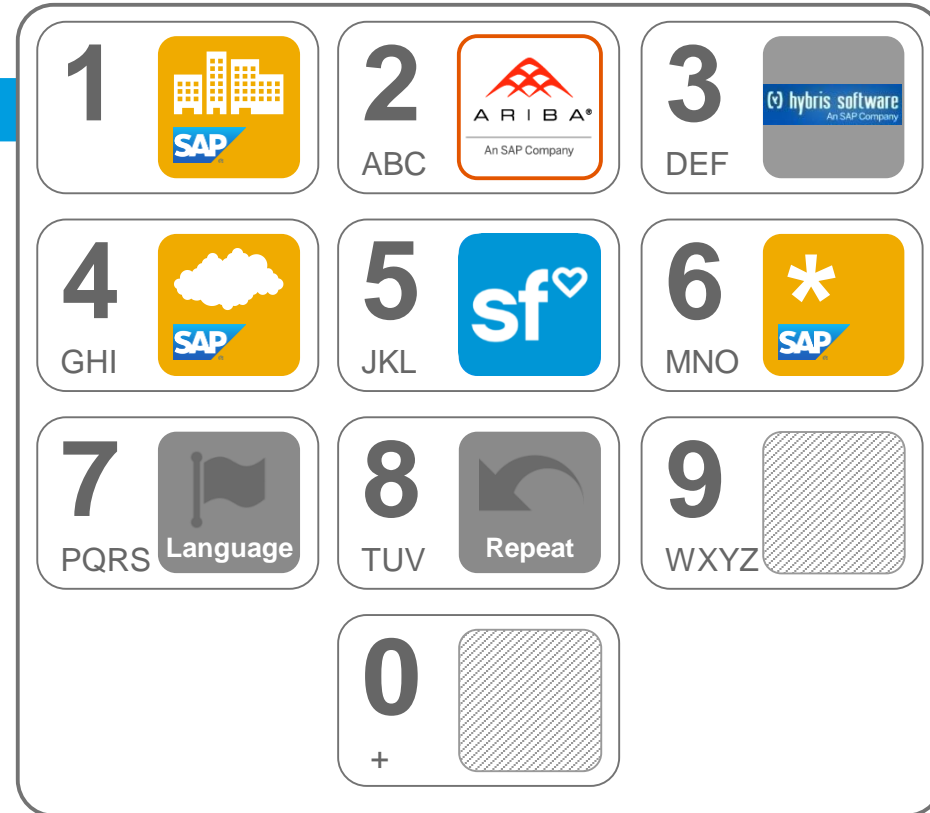 1
SAP
2
ABC
ARIBA®
An SAP Company
3
DEF
(v) hybris software
An SAP Company
4
GHI
SAP
5
JKL
sf♡
6
MNO
*
SAP
7
PQRS
Language
8
TUV
Repeat
9
WXYZ
0
+